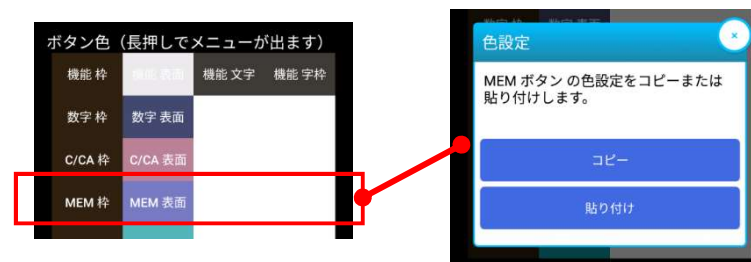 ボタン色（長押しでメニューが出ます）
機能 枠 機能 表面 機能 文字 機能 字枠
数字 枠 数字 表面
C/CA 枠 C/CA 表面
MEM 枠 MEM 表面
色設定
×
MEM ボタン の色設定をコピーまたは
貼り付けします。
コピー
貼り付け